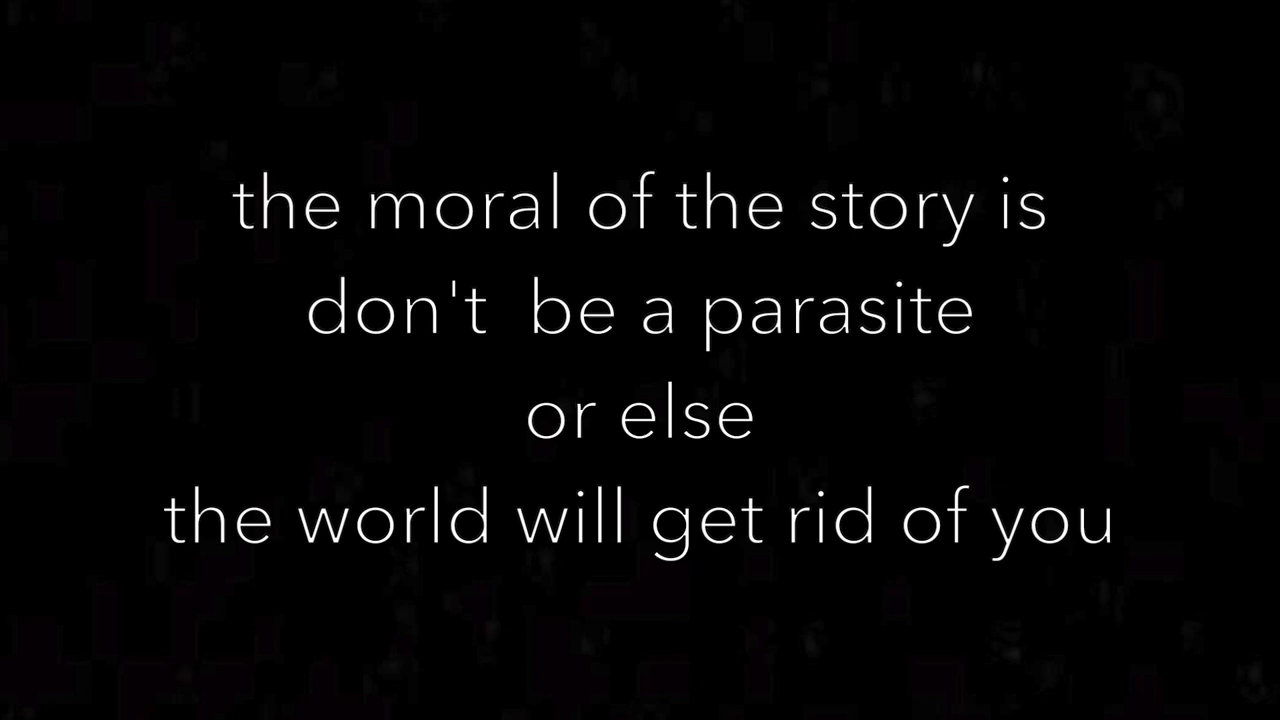 the moral of the story is
don't  be a parasite
or else
the world will get rid of you